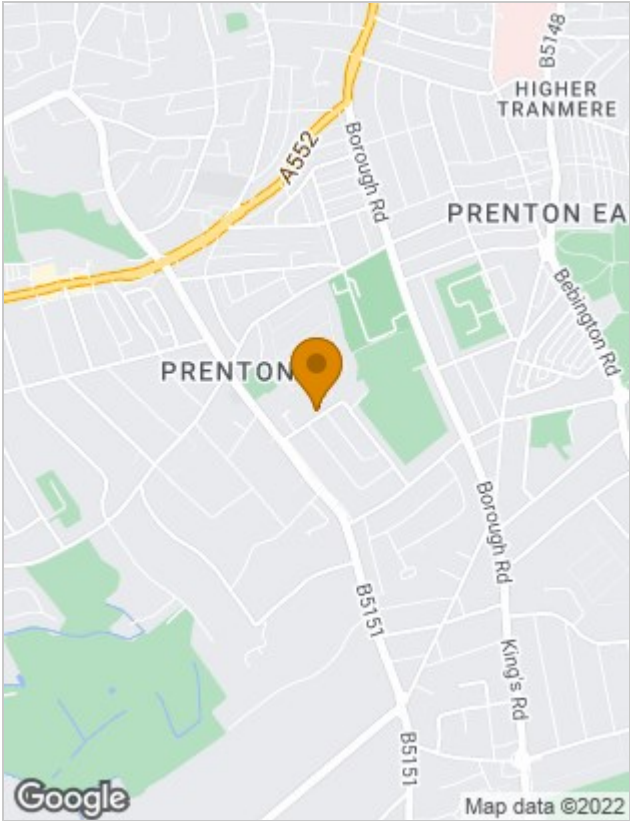 B5148
HIGHER
TRANMERE
A552
Borough Rd
PRENTON EA
Bebington Rd
PRENTON
Borough Rd
B5151
King's Rd
B5151
Google
Map data ©2022